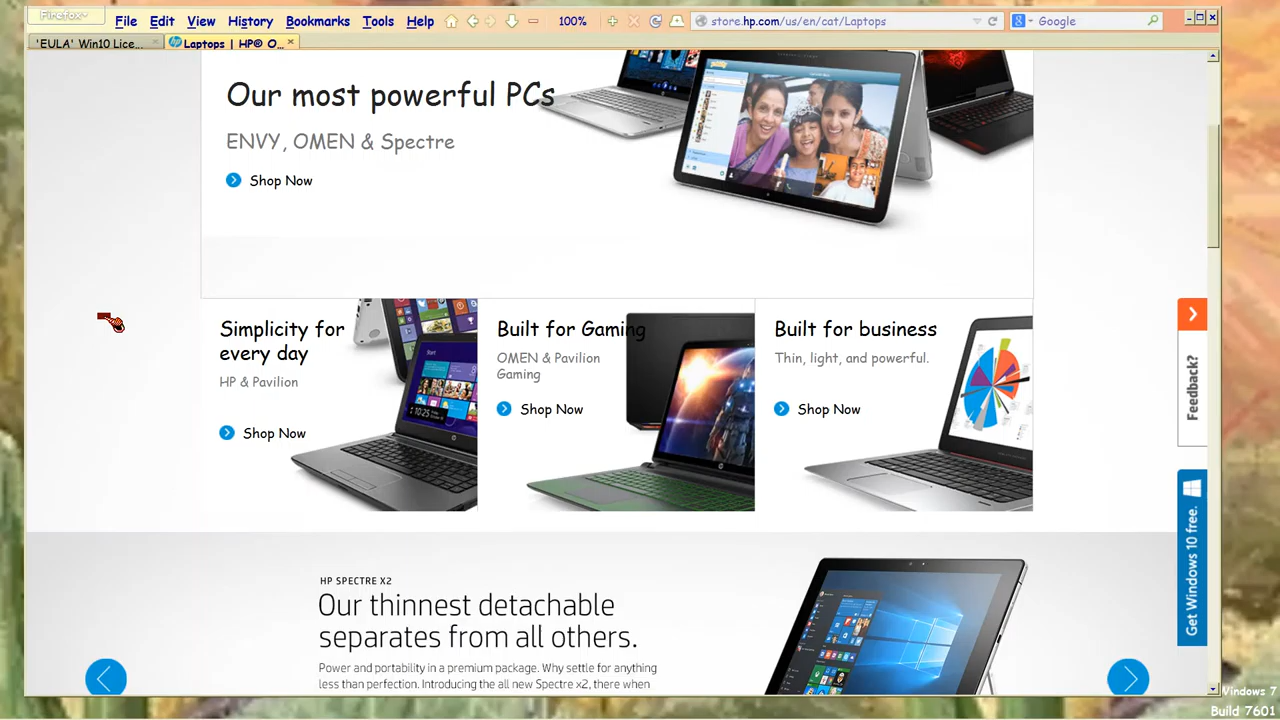 Firefox
File Edit View History Bookmarks Tools Help 100% store.hp.com/us/en/cat/Laptops Google
'EULA' Win10 Lice... Laptops | HP® O...
Our most powerful PCs
ENVY, OMEN & Spectre
Shop Now
Simplicity for
every day
HP & Pavilion
Shop Now
Built for Gaming
OMEN & Pavilion
Gaming
Shop Now
Built for business
Thin, light, and powerful.
Shop Now
Start
10:25
Feedback?
Get Windows 10 free.
HP SPECTRE X2
Our thinnest detachable
separates from all others.
Power and portability in a premium package. Why settle for anything
less than perfection. Introducing the all new Spectre x2, there when
Windows 7
Build 7601